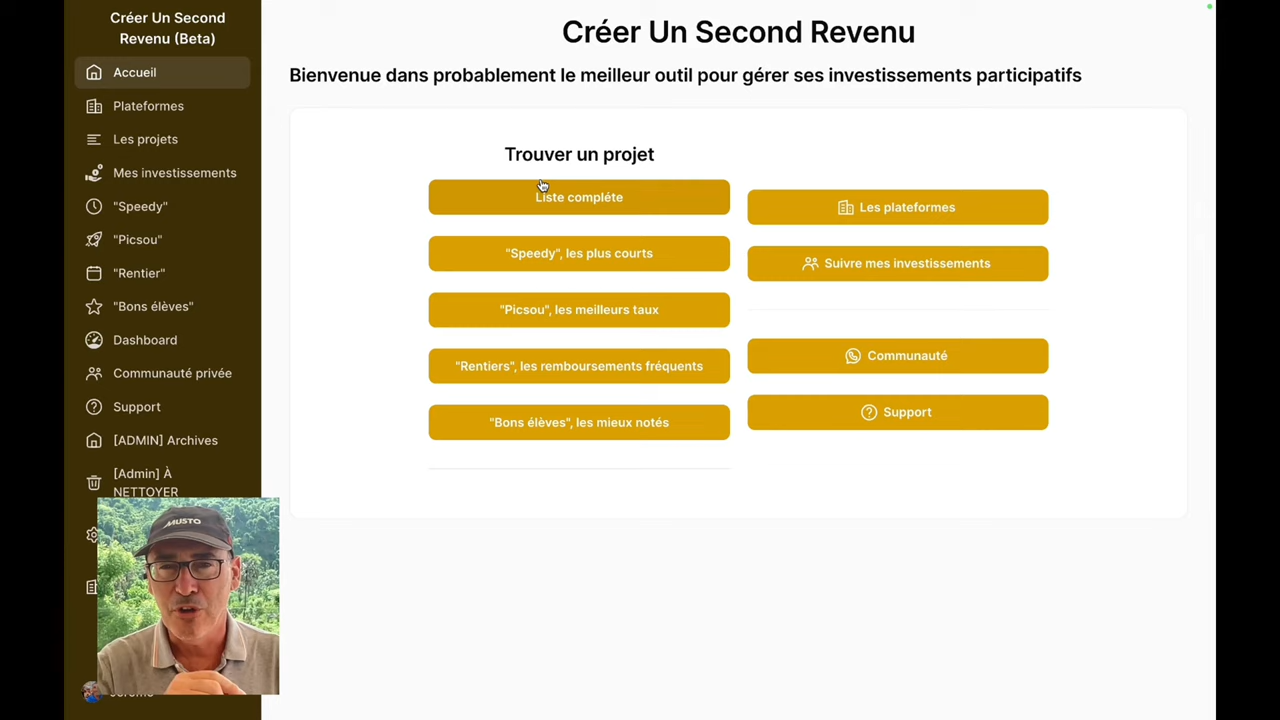 Créer Un Second
Revenu (Beta)
Accueil
Plateformes
Les projets
Mes investissements
"Speedy"
"Picsou"
"Rentier"
"Bons élèves"
Dashboard
Communauté privée
Support
[ADMIN] Archives
[Admin] À
NETTOYER
MUSTO
Créer Un Second Revenu
Bienvenue dans probablement le meilleur outil pour gérer ses investissements participatifs
Trouver un projet
Liste compléte
"Speedy", les plus courts
"Picsou", les meilleurs taux
"Rentiers", les remboursements fréquents
"Bons élèves", les mieux notés
Les plateformes
Suivre mes investissements
Communauté
Support